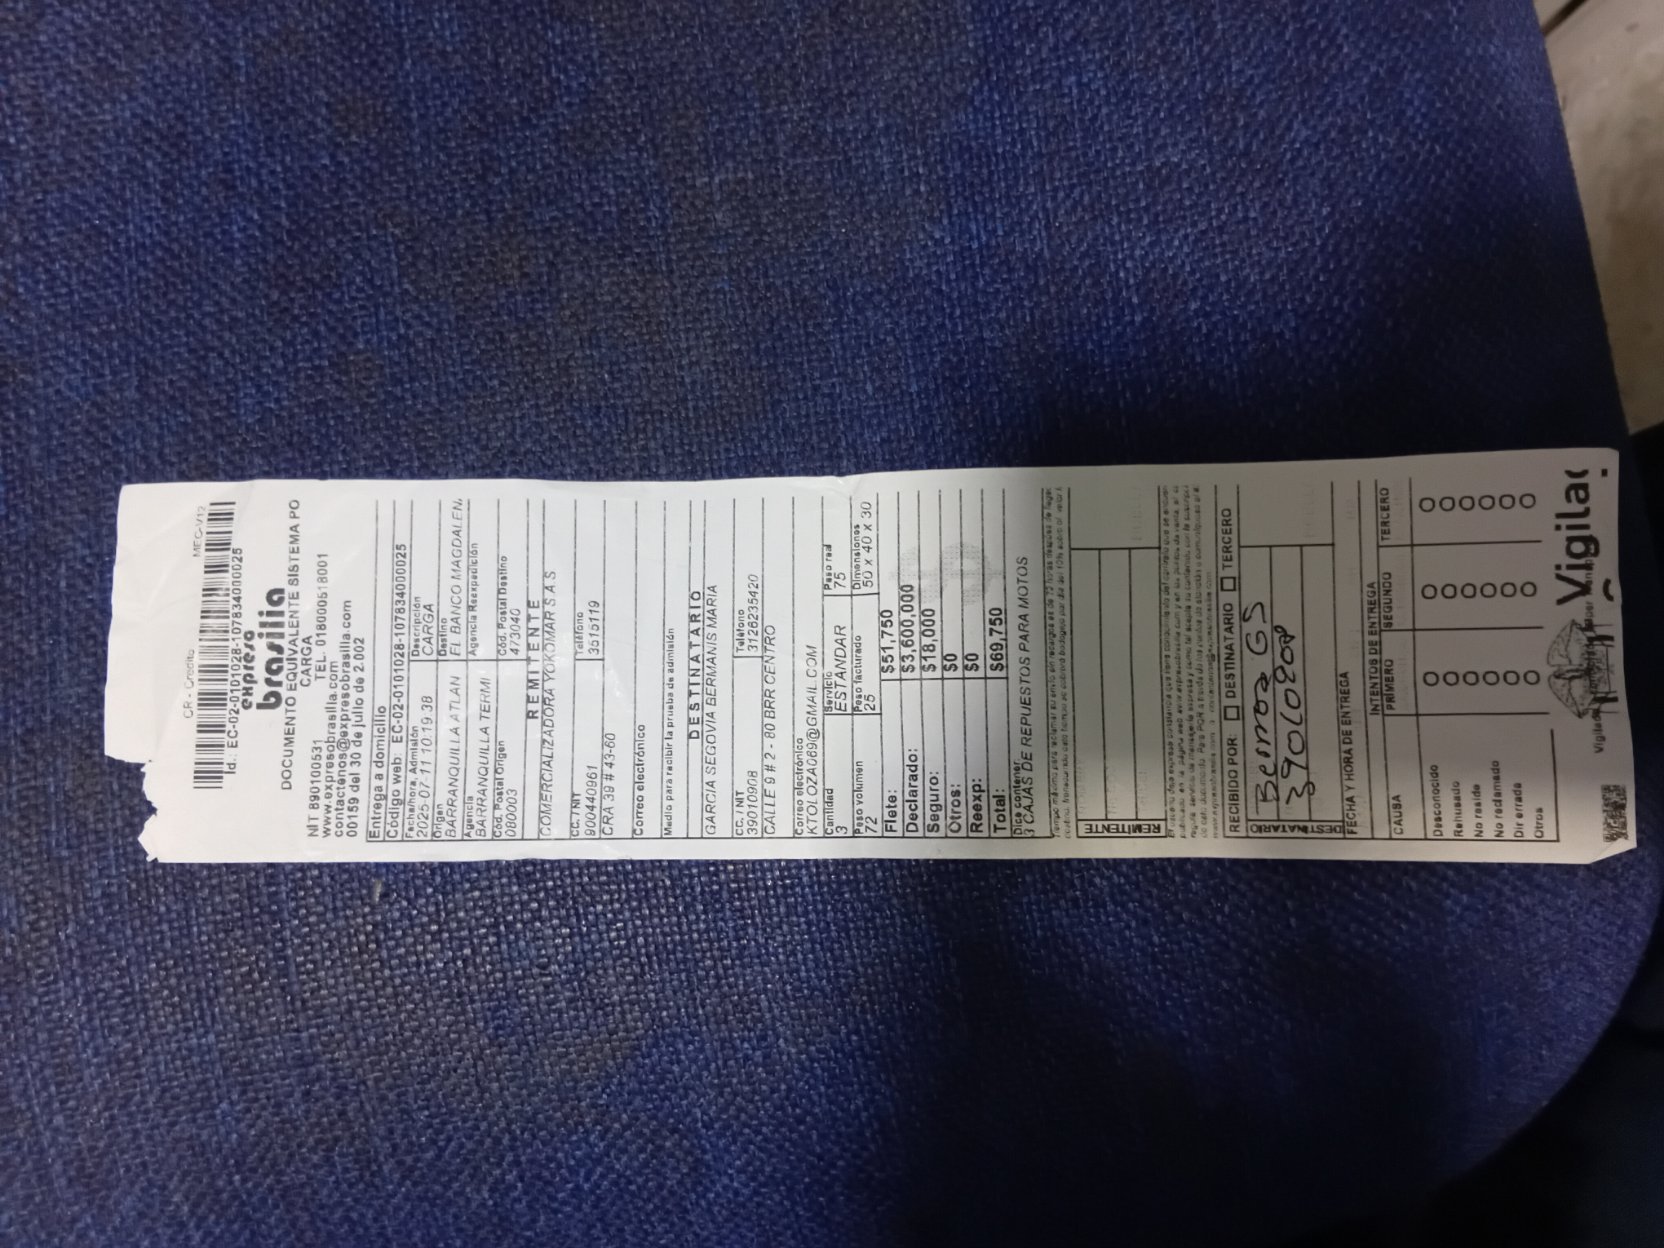 CR - Credito MEC-V12
Id.: EC-02-0101028-107834000025
expreso
brasilia
DOCUMENTO EQUIVALENTE SISTEMA PO
CARGA
NIT 890100531 TEL. 018000518001
www.expresobrasilia.com
contactenos@expresobrasilia.com
00159 del 30 de julio de 2.002
Entrega a domicilio
Código web: EC-02-0101028-107834000025
Fecha/hora, Admisión Descripción
2025-07-11 10:19:38 CARGA
Origen Destino
BARRANQUILLA ATLAN EL BANCO MAGDALEN,
Agencia Agencia Reexpedición
BARRANQUILLA TERMI
Cód. Postal Origen Cód. Postal Destino
080003 473040
REMITENTE
COMERCIALIZADORA YOKOMAR S A S
CC. / NIT Teléfono
900440961 3515119
CRA 39 # 43-60
Correo electrónico
Medio para recibir la prueba de admisión
DESTINATARIO
GARCIA SEGOVIA BERMANIS MARIA
CC. / NIT Teléfono
39010908 3126235420
CALLE 9 # 2 - 80 BRR CENTRO
Correo electrónico
KTOLOZA089@GMAIL.COM
Cantidad Servicio Peso real
3 ESTANDAR 75
Peso volumen Peso facturado Dimensiones
72 25 50 x 40 x 30
Flete: $51,750
Declarado: $3,600,000
Seguro: $18,000
Otros: $0
Reexp: $0
Total: $69,750
Dice contener
3 CAJAS DE REPUESTOS PARA MOTOS
REMITENTE
RECIBIDO POR: DESTINATARIO TERCERO
DESTINATARIO
39010908
FECHA Y HORA DE ENTREGA
INTENTOS DE ENTREGA
CAUSA PRIMERO SEGUNDO TERCERO
Desconocido
Rehusado
No reside
No reclamado
Dir errada
Otros